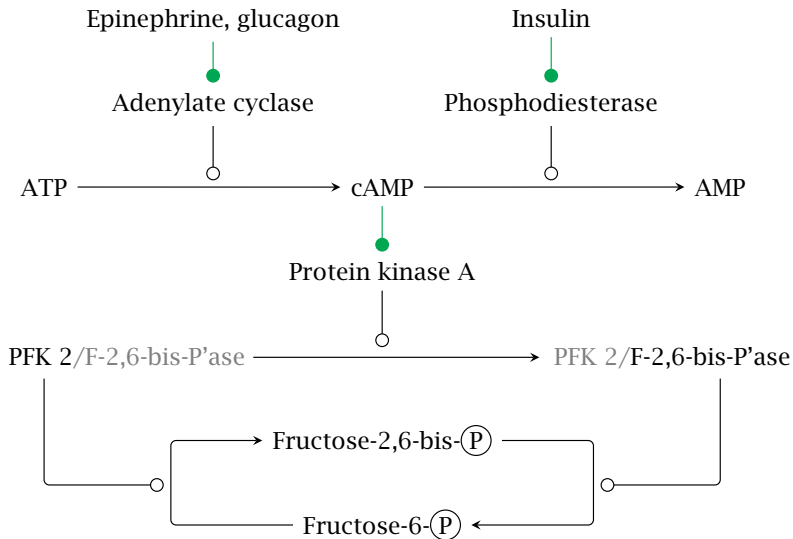 Epinephrine, glucagon Insulin
Adenylate cyclase Phosphodiesterase
ATP cAMP AMP
Protein kinase A
PFK 2/F-2,6-bis-P’ase PFK 2/F-2,6-bis-P’ase
Fructose-2,6-bis-P
Fructose-6-P